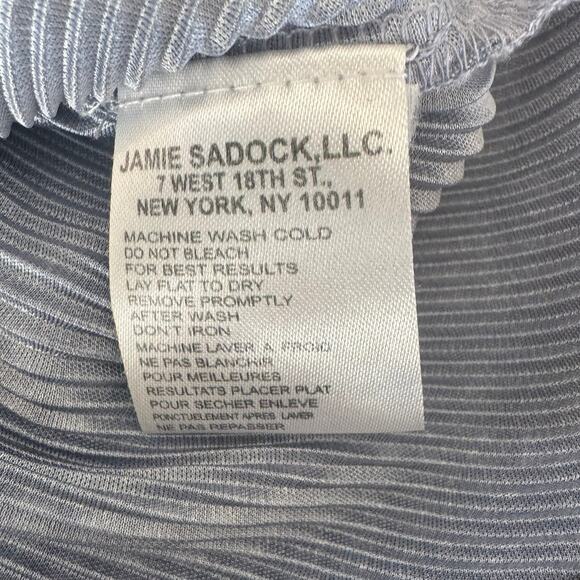 JAMIE SADOCK,LLC.
7 WEST 18TH ST.,
NEW YORK, NY 10011
MACHINE WASH COLD
DO NOT BLEACH
FOR BEST RESULTS
LAY FLAT TO DRY
REMOVE PROMPTLY
AFTER WASH
DON'T IRON
MACHINE LAVER A FROID
NE PAS BLANCHIR
POUR MEILLEURES
RESULTATS PLACER PLAT
POUR SECHER ENLEVE
PONCTUELEMENT APRES LAVER
NE PAS REPASSER